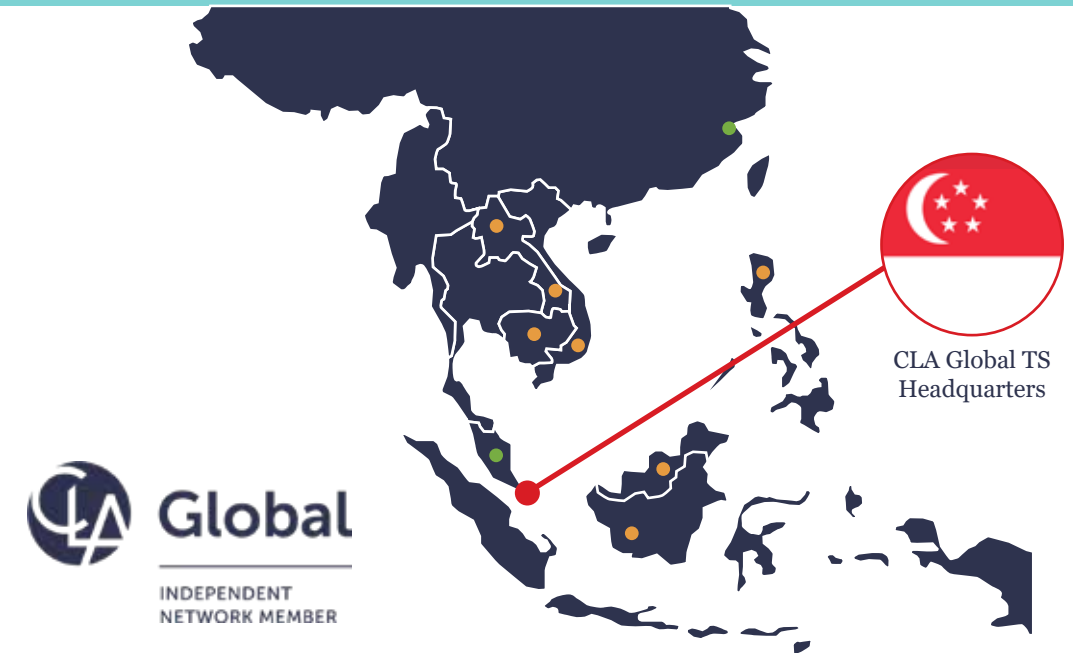 CLA Global TS
Headquarters
CLA Global
INDEPENDENT
NETWORK MEMBER